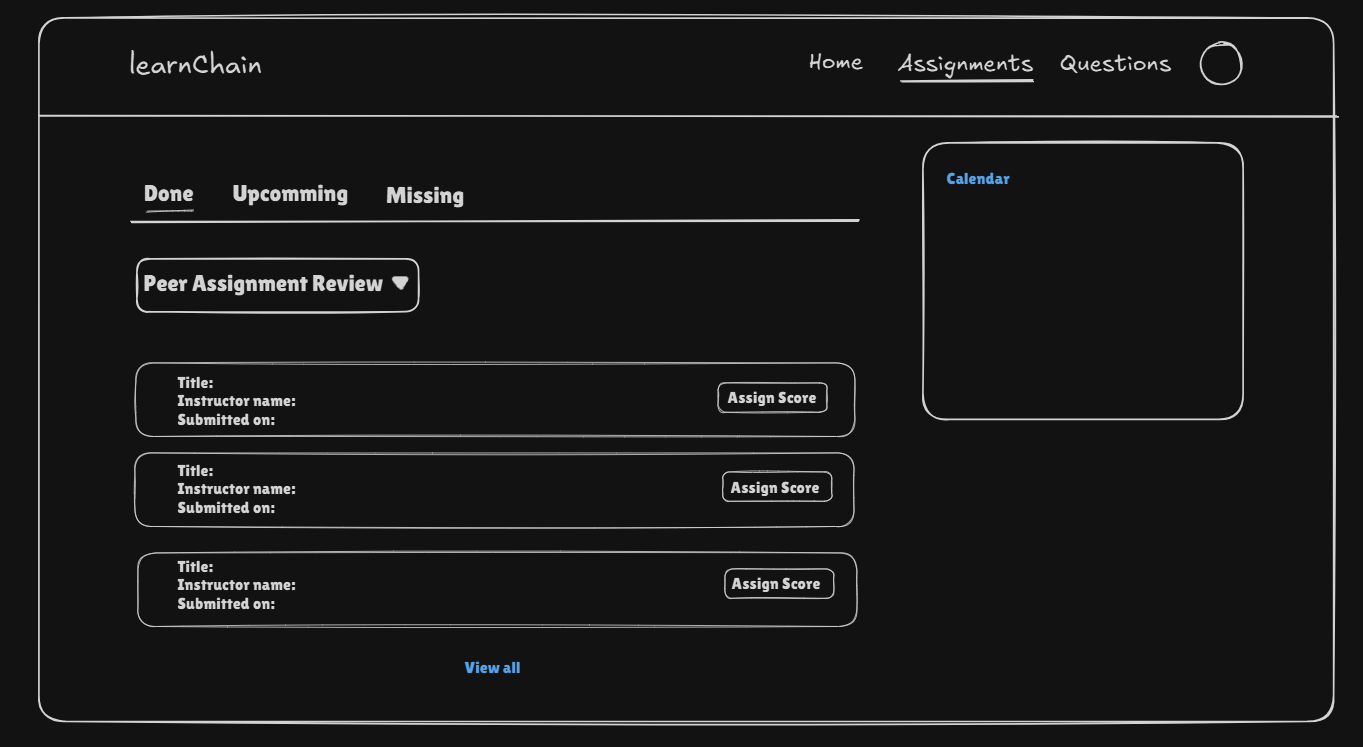 learnChain
Home Assignments Questions
Calendar
Done Upcomming Missing
Peer Assignment Review
Title:
Instructor name:
Submitted on:
Assign Score
Title:
Instructor name:
Submitted on:
Assign Score
Title:
Instructor name:
Submitted on:
Assign Score
View all